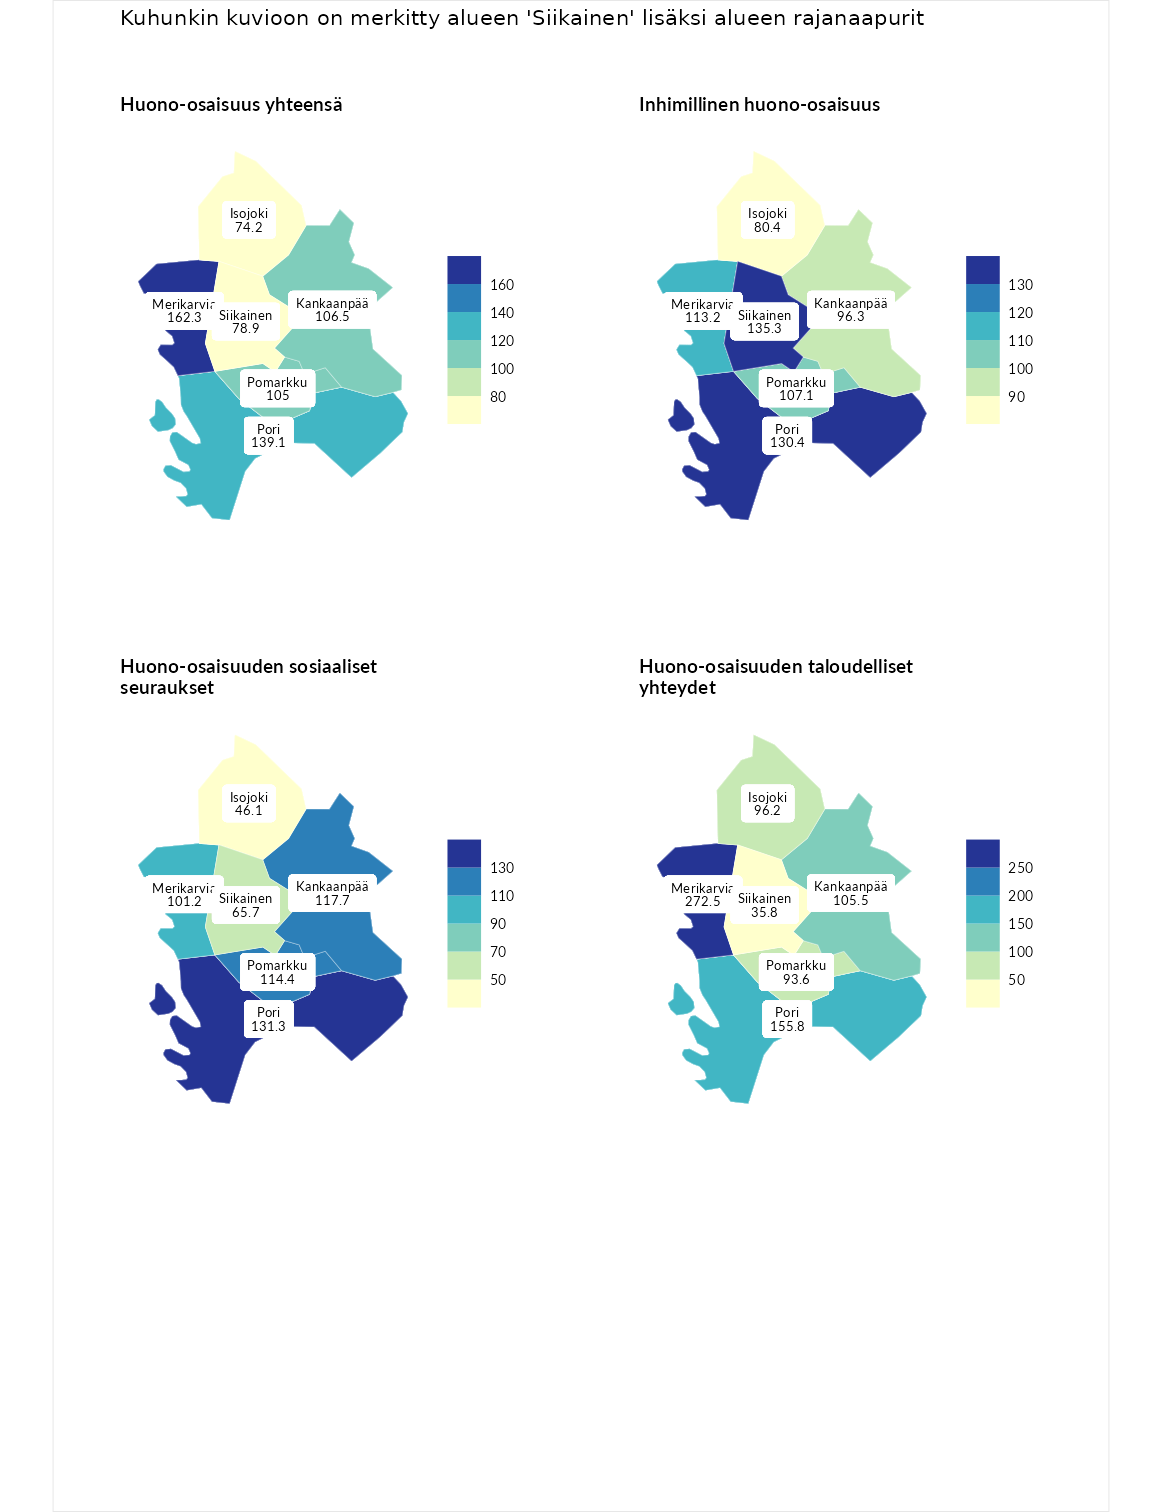 Kuhunkin kuvioon on merkitty alueen 'Siikainen' lisäksi alueen rajanaapurit
Huono-osaisuus yhteensä
Isojoki
74.2
Merikarvia
162.3
Siikainen
78.9
Kankaanpää
106.5
Pomarkku
105
Pori
139.1
160
140
120
100
80
Inhimillinen huono-osaisuus
Isojoki
80.4
Merikarvia
113.2
Siikainen
135.3
Kankaanpää
96.3
Pomarkku
107.1
Pori
130.4
130
120
110
100
90
Huono-osaisuuden sosiaaliset
seuraukset
Isojoki
46.1
Merikarvia
101.2
Siikainen
65.7
Kankaanpää
117.7
Pomarkku
114.4
Pori
131.3
130
110
90
70
50
Huono-osaisuuden taloudelliset
yhteydet
Isojoki
96.2
Merikarvia
272.5
Siikainen
35.8
Kankaanpää
105.5
Pomarkku
93.6
Pori
155.8
250
200
150
100
50